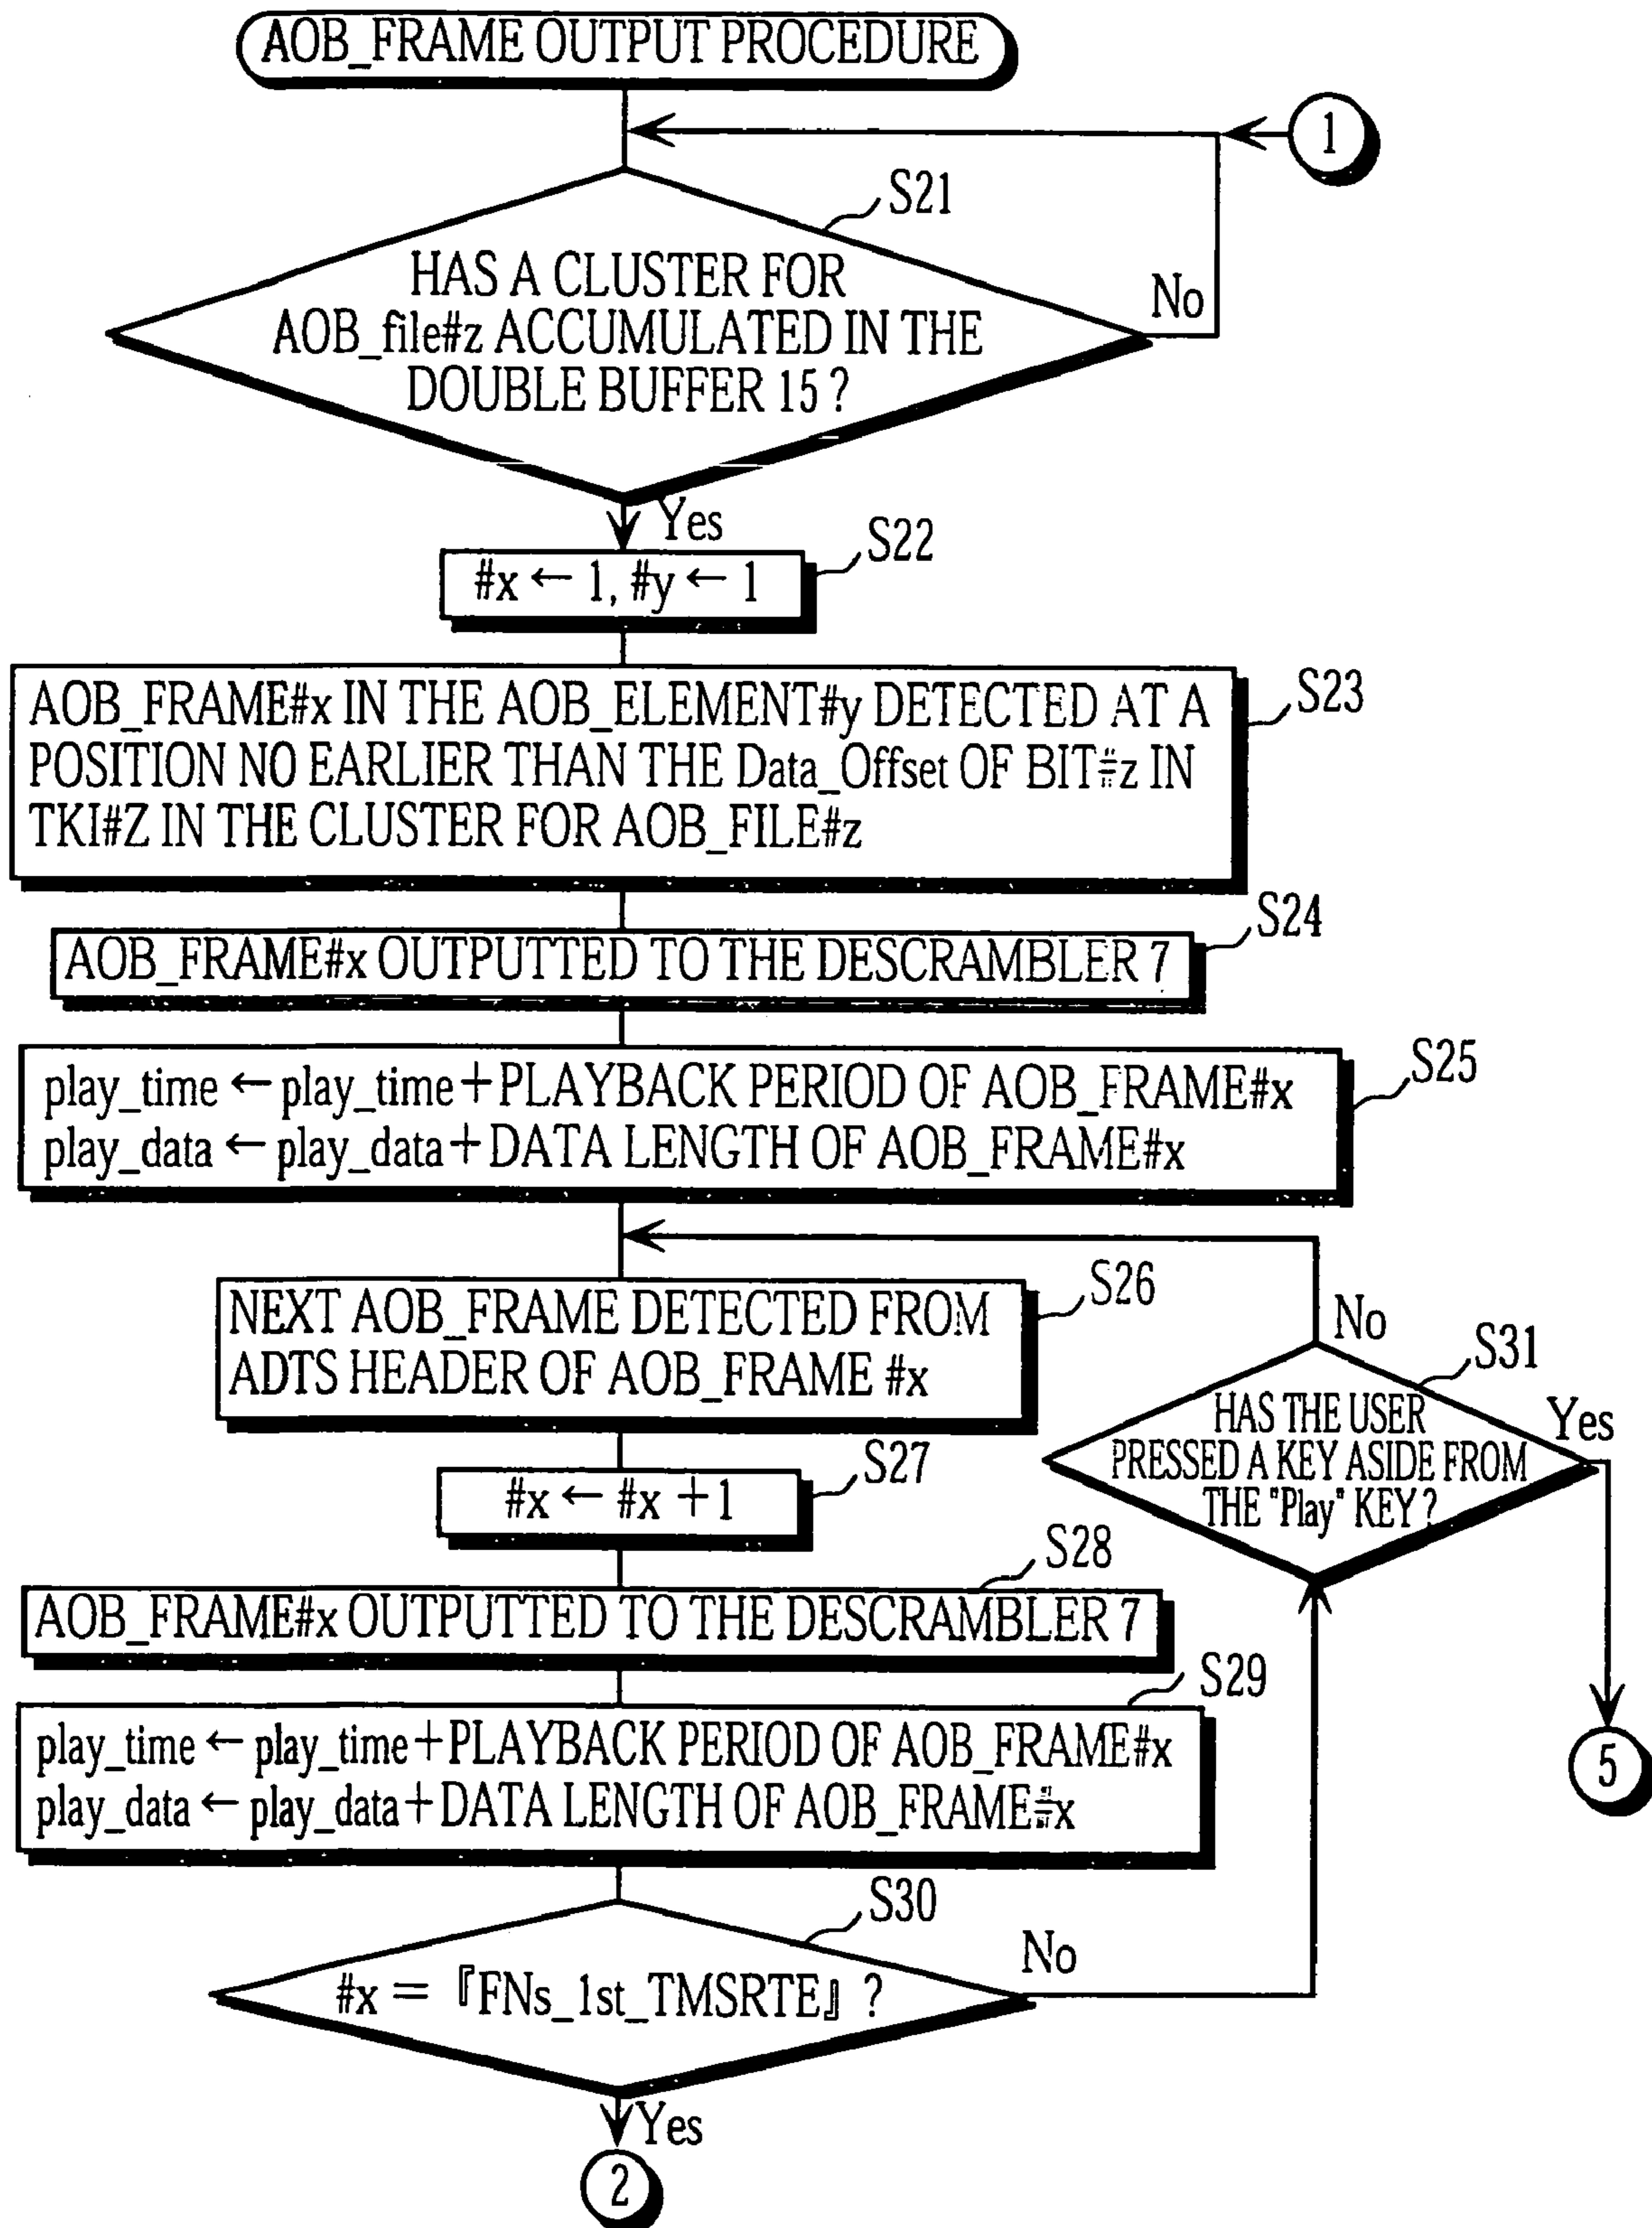 AOB_FRAME OUTPUT PROCEDURE
1
S21
HAS A CLUSTER FOR
AOB_file#z ACCUMULATED IN THE
DOUBLE BUFFER 15 ?
No
Yes
S22
#x ← 1, #y ← 1
S23
AOB_FRAME#x IN THE AOB_ELEMENT#y DETECTED AT A
POSITION NO EARLIER THAN THE Data_Offset OF BIT#z IN
TKI#Z IN THE CLUSTER FOR AOB_FILE#z
S24
AOB_FRAME#x OUTPUTTED TO THE DESCRAMBLER 7
S25
play_time ← play_time+PLAYBACK PERIOD OF AOB_FRAME#x
play_data ← play_data+DATA LENGTH OF AOB_FRAME#x
S26
NEXT AOB_FRAME DETECTED FROM
ADTS HEADER OF AOB_FRAME #x
No
S31
HAS THE USER
PRESSED A KEY ASIDE FROM
THE "Play" KEY ?
Yes
S27
#x ← #x +1
S28
AOB_FRAME#x OUTPUTTED TO THE DESCRAMBLER 7
S29
play_time ← play_time+PLAYBACK PERIOD OF AOB_FRAME#x
play_data ← play_data+DATA LENGTH OF AOB_FRAME#x
5
S30
#x = 『FNs_1st_TMSRTE』 ?
No
Yes
2